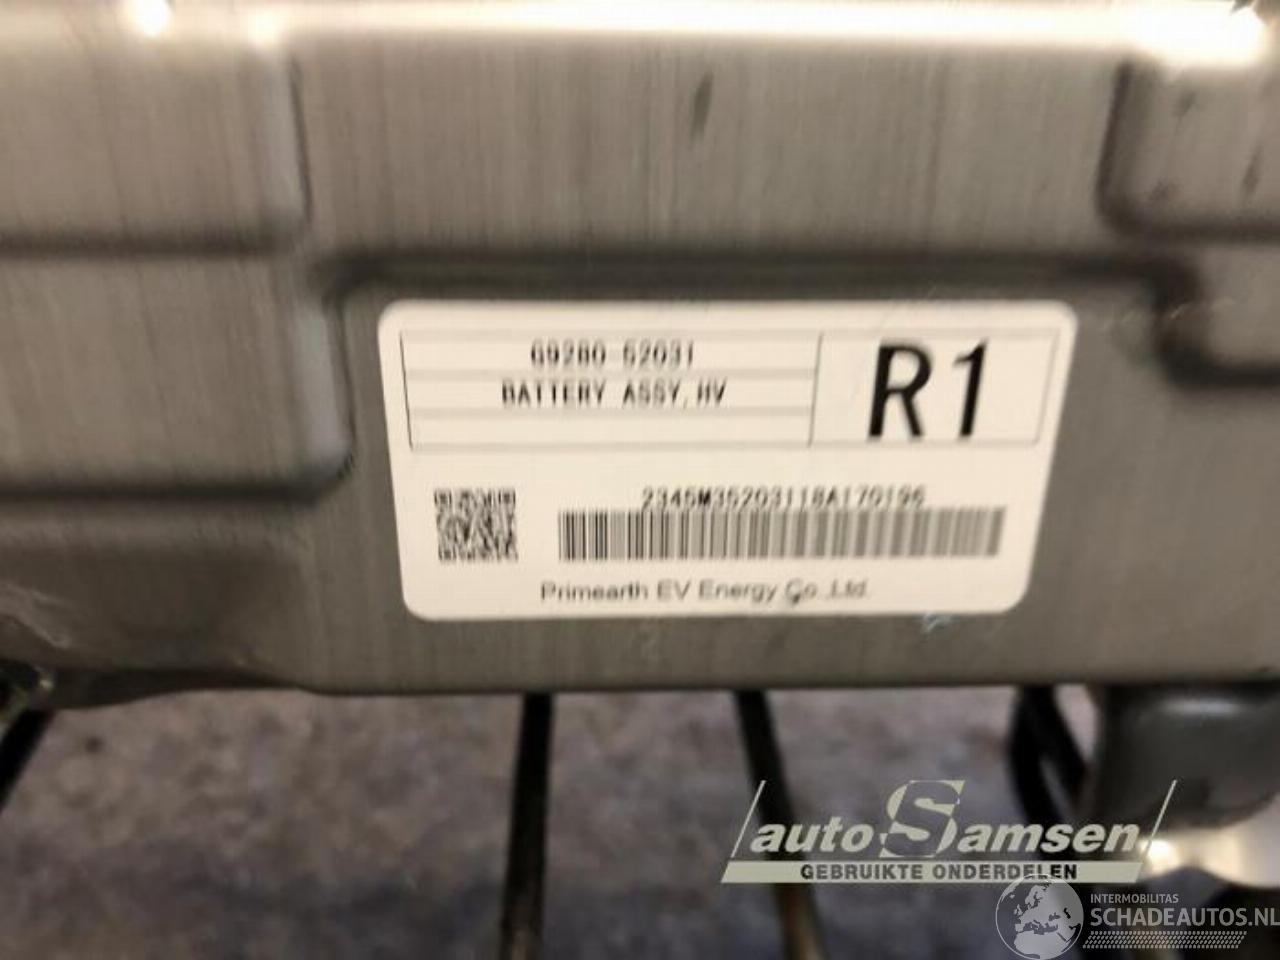 G9280 52031
BATTERY ASSY, HV
R1
2345M35203118A170196
Primearth EV Energy Co.,Ltd.
auto Samsen
GEBRUIKTE ONDERDELEN
INTERMOBILITAS
SCHADEAUTOS.NL